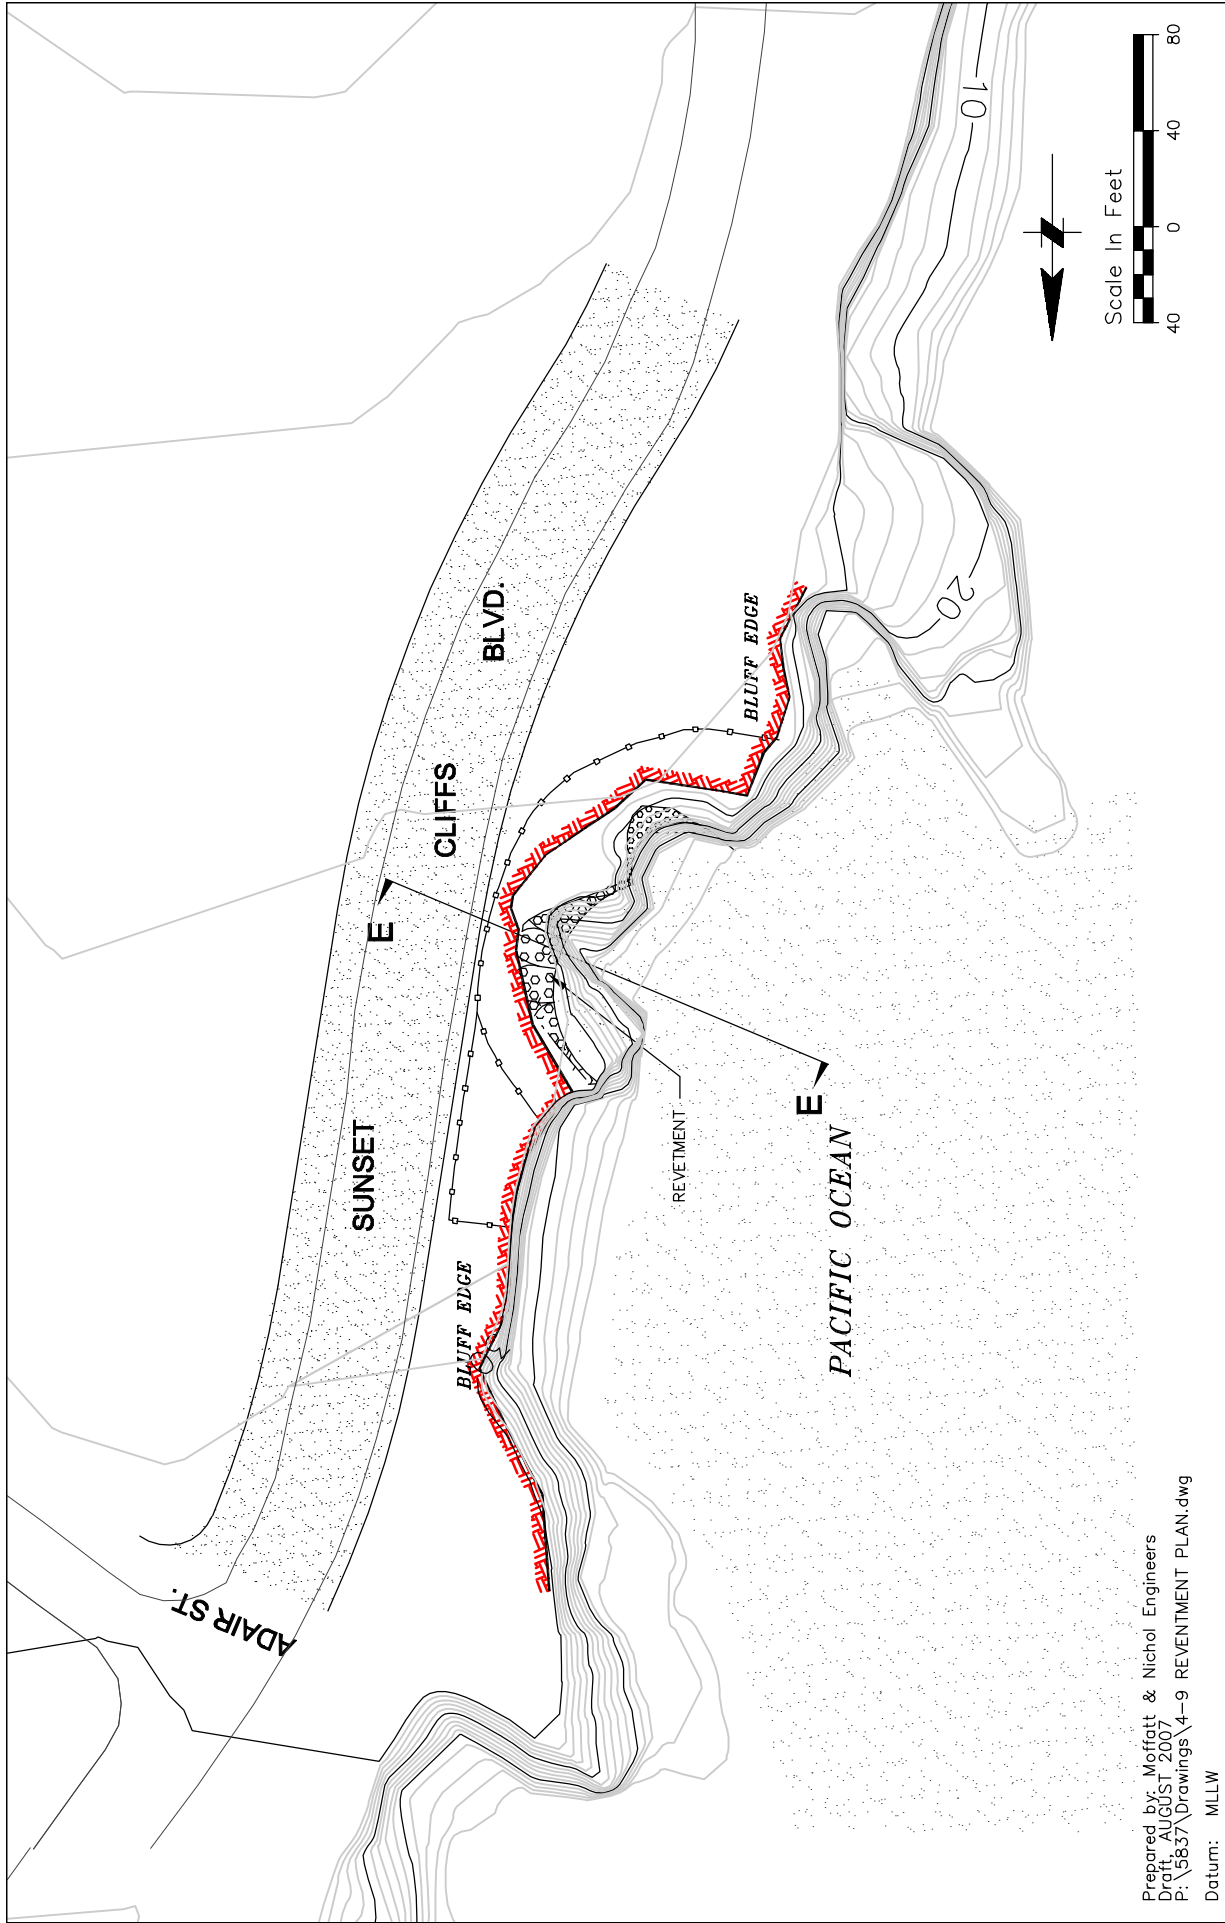 ADAIR ST.
SUNSET
CLIFFS
BLVD.
E
BLUFF EDGE
BLUFF EDGE
REVETMENT
E
PACIFIC OCEAN
20
10
Scale In Feet
40 0 40 80
Prepared by: Moffatt & Nichol Engineers
Draft, AUGUST 2007
P: \5837\Drawings\4-9 REVENTMENT PLAN.dwg
Datum: MLLW